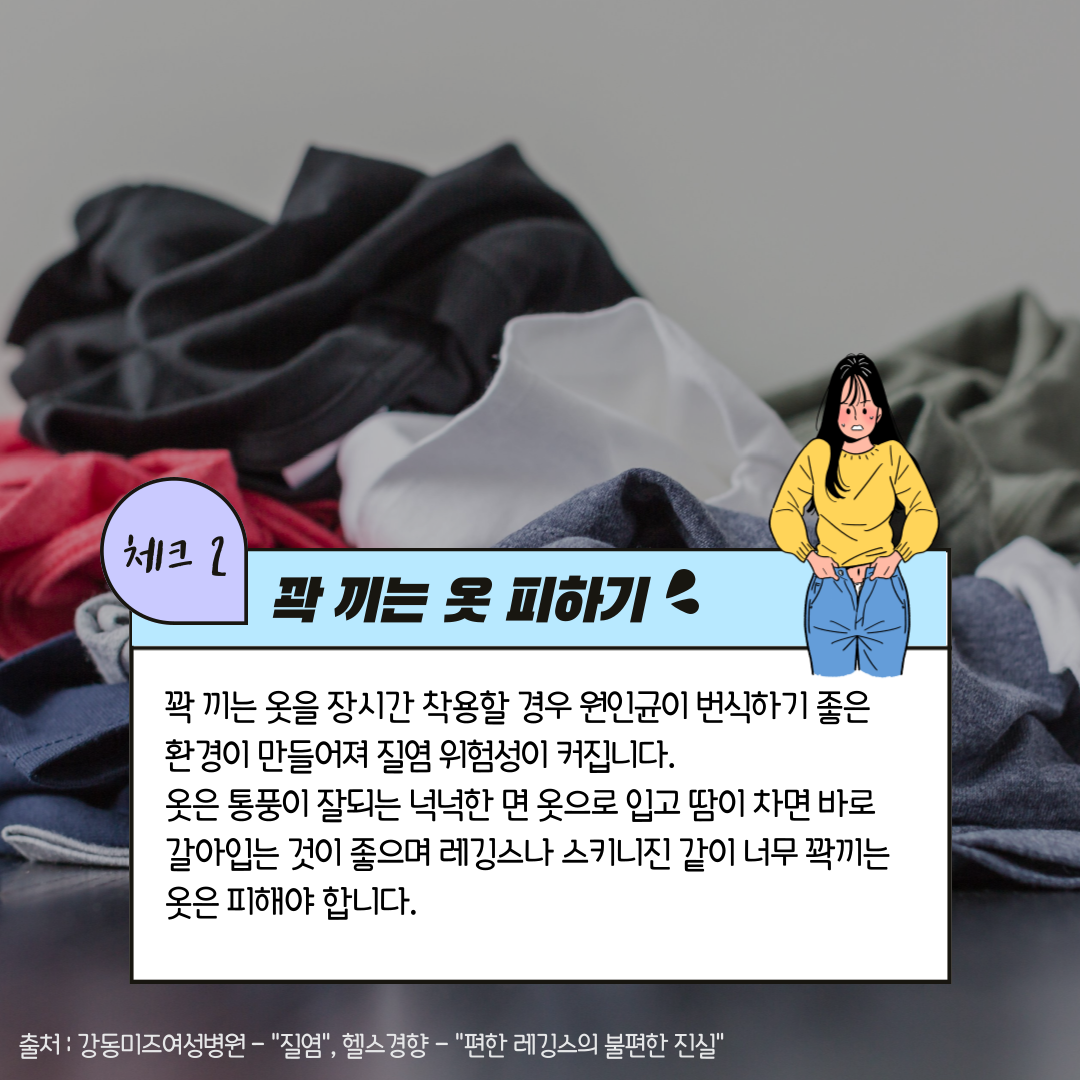 체크 2
꽉 끼는 옷 피하기
꽉 끼는 옷을 장시간 착용할 경우 원인균이 번식하기 좋은
환경이 만들어져 질염 위험성이 커집니다.
옷은 통풍이 잘되는 넉넉한 면 옷으로 입고 땀이 차면 바로
갈아입는 것이 좋으며 레깅스나 스키니진 같이 너무 꽉끼는
옷은 피해야 합니다.
출처 : 강동미즈여성병원 - "질염", 헬스경향 - "편한 레깅스의 불편한 진실"